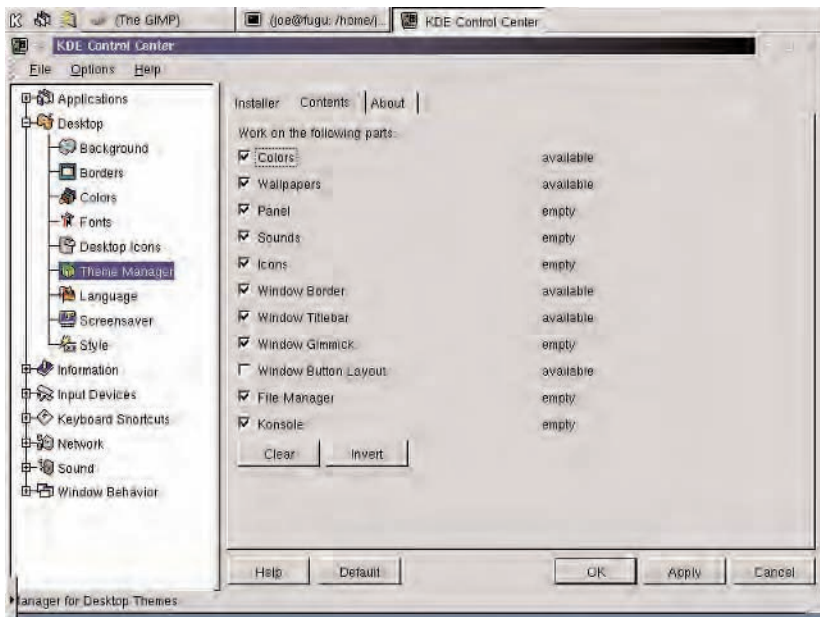 (The GIMP)
(joe@fugu: /home/j...
KDE Control Center
KDE Control Center
File Options Help
Applications
Desktop
Background
Borders
Colors
Fonts
Desktop Icons
Theme Manager
Language
Screensaver
Style
Information
Input Devices
Keyboard Shortcuts
Network
Sound
Window Behavior
Installer Contents About
Work on the following parts:
Colors available
Wallpapers available
Panel empty
Sounds empty
Icons empty
Window Border available
Window Titlebar available
Window Gimmick empty
Window Button Layout available
File Manager empty
Konsole empty
Clear Invert
Help Default OK Apply Cancel
Manager for Desktop Themes